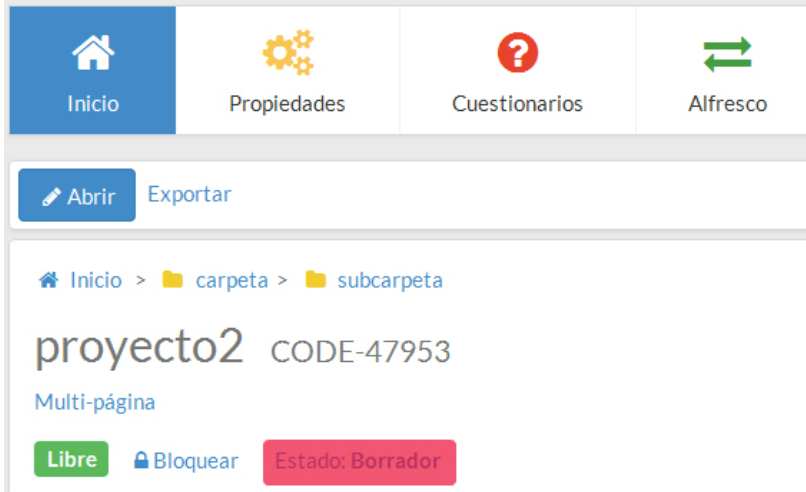 Inicio Propiedades Cuestionarios Alfresco
Abrir Exportar
Inicio > carpeta > subcarpeta
proyecto2 CODE-47953
Multi-página
Libre Bloquear Estado: Borrador